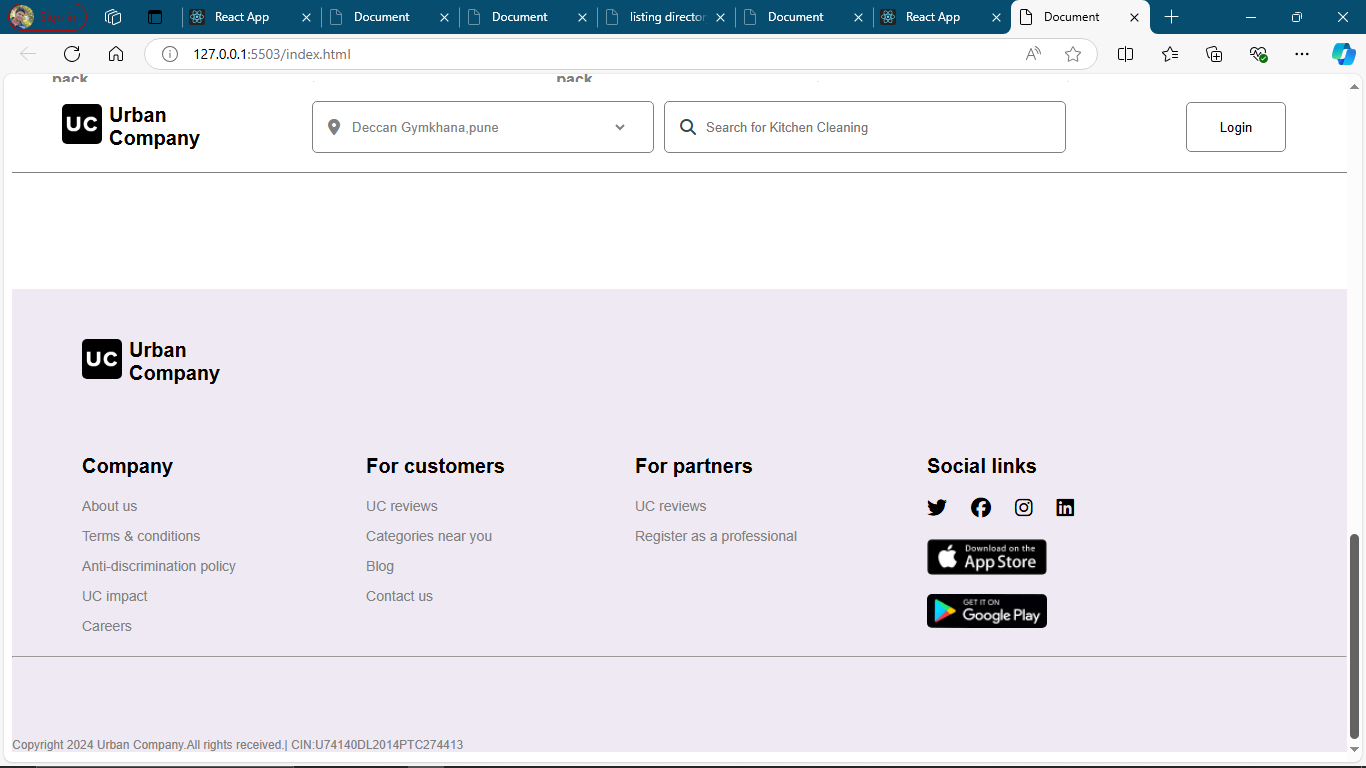 Sign in
React App
Document
Document
listing director
Document
React App
Document
127.0.0.1:5503/index.html
pack
pack
UC Urban
Company
Deccan Gymkhana,pune
Search for Kitchen Cleaning
Login
UC Urban
Company
Company
For customers
For partners
Social links
About us
UC reviews
UC reviews
Terms & conditions
Categories near you
Register as a professional
Anti-discrimination policy
Blog
Download on the
App Store
UC impact
Contact us
GET IT ON
Google Play
Careers
Copyright 2024 Urban Company.All rights received.| CIN:U74140DL2014PTC274413